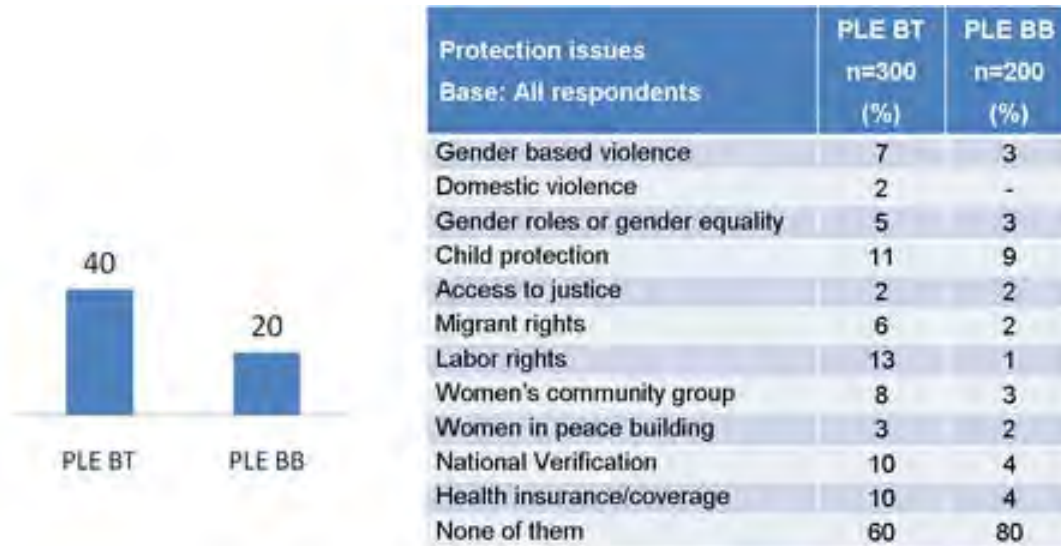 40
20
PLE BT PLE BB
Protection issues
Base: All respondents
PLE BT
n=300
(%)
PLE BB
n=200
(%)
Gender based violence 7 3
Domestic violence 2 -
Gender roles or gender equality 5 3
Child protection 11 9
Access to justice 2 2
Migrant rights 6 2
Labor rights 13 1
Women's community group 8 3
Women in peace building 3 2
National Verification 10 4
Health insurance/coverage 10 4
None of them 60 80